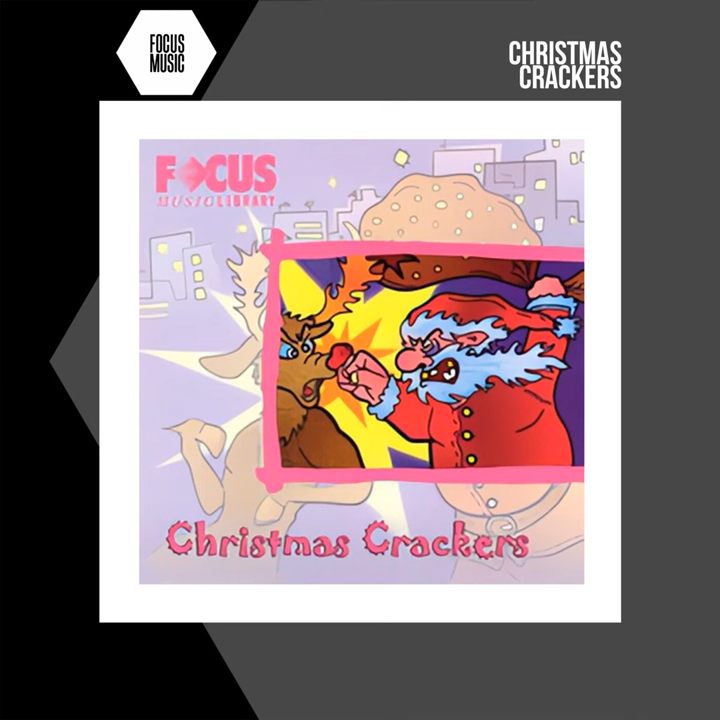 FOCUS
MUSIC
CHRISTMAS
CRACKERS
FOCUS
MUSIC LIBRARY
Christmas Crackers